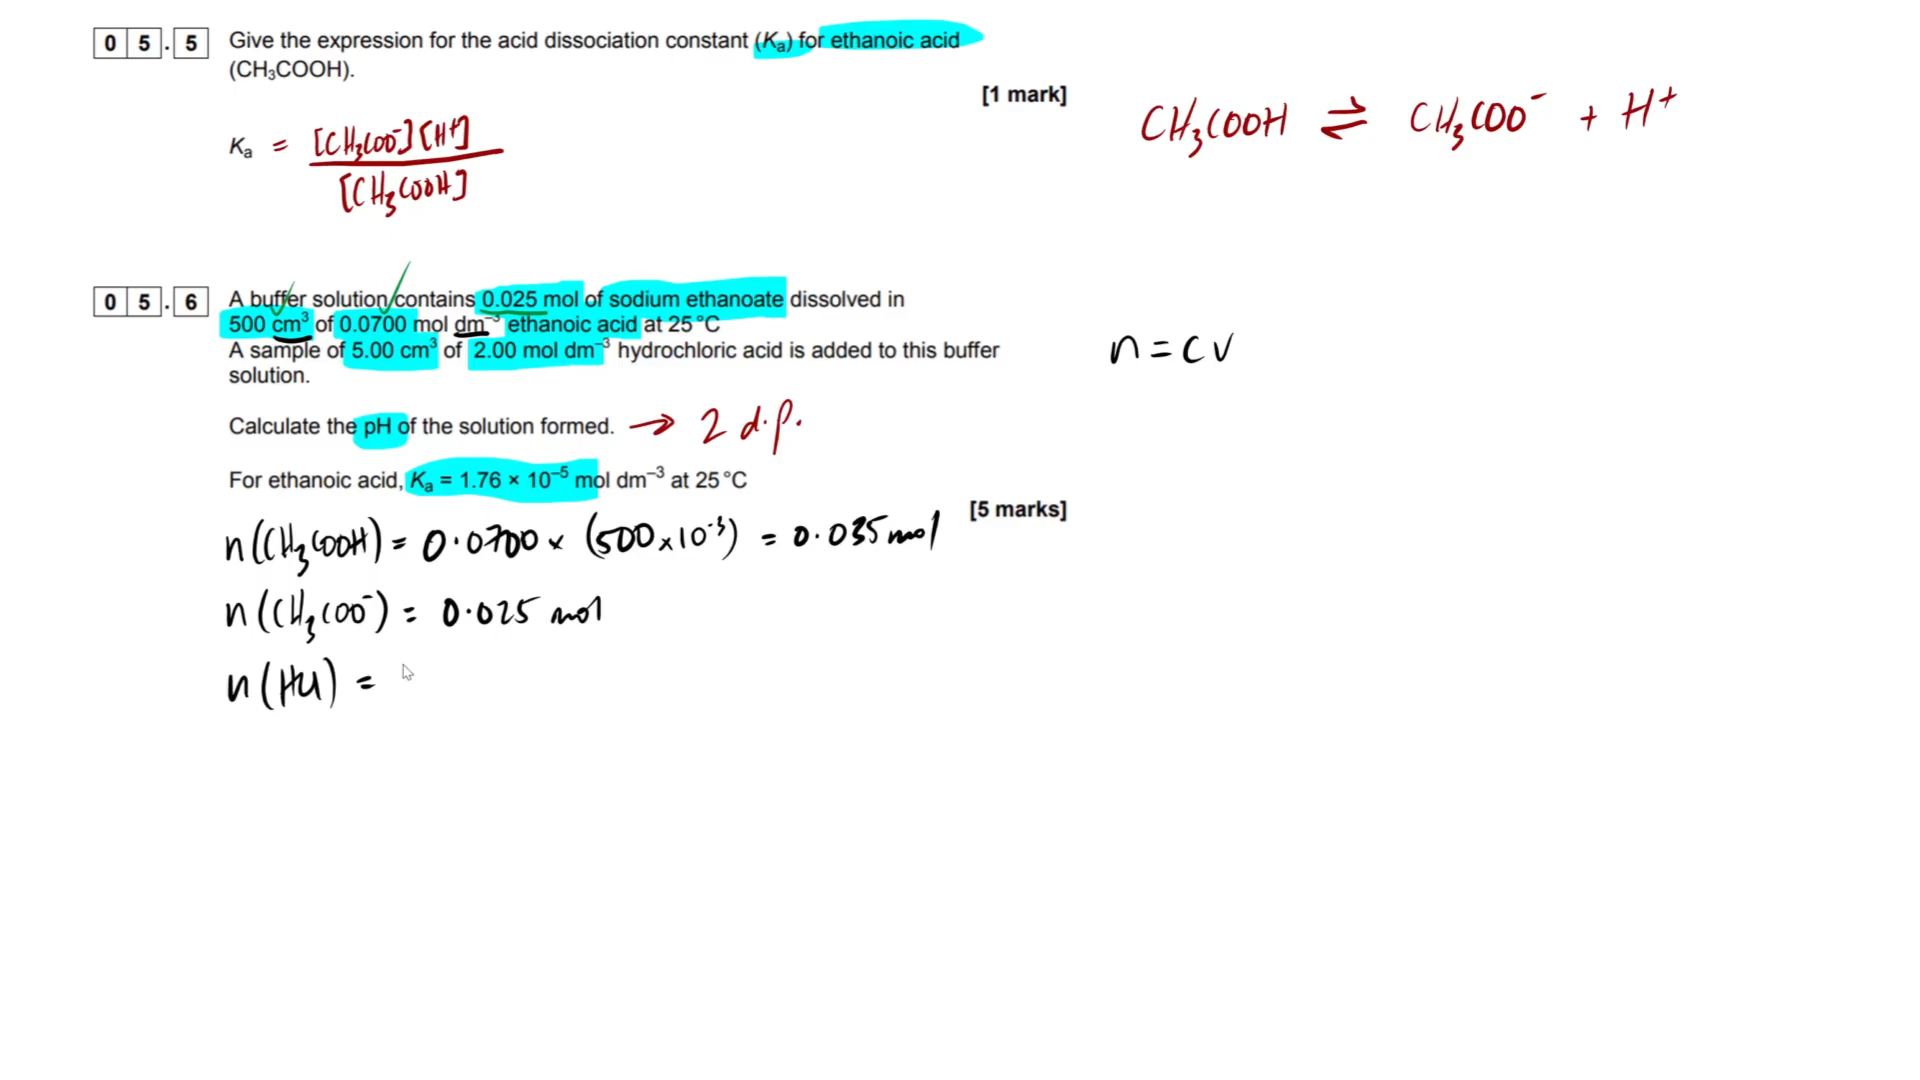 05.5 Give the expression for the acid dissociation constant (Kₐ) for ethanoic acid
(CH₃COOH).
[1 mark]
CH₃COOH ⇌ CH₃COO⁻ + H⁺
Kₐ = [CH₃COO⁻][H⁺] / [CH₃COOH]
05.6 A buffer solution contains 0.025 mol of sodium ethanoate dissolved in
500 cm³ of 0.0700 mol dm⁻³ ethanoic acid at 25 °C
A sample of 5.00 cm³ of 2.00 mol dm⁻³ hydrochloric acid is added to this buffer
solution.
n = cv
Calculate the pH of the solution formed. → 2 d.p.
For ethanoic acid, Kₐ = 1.76 × 10⁻⁵ mol dm⁻³ at 25 °C
[5 marks]
n(CH₃COOH) = 0.0700 × (500 × 10⁻³) = 0.035 mol
n(CH₃COO⁻) = 0.025 mol
n(HCl) =